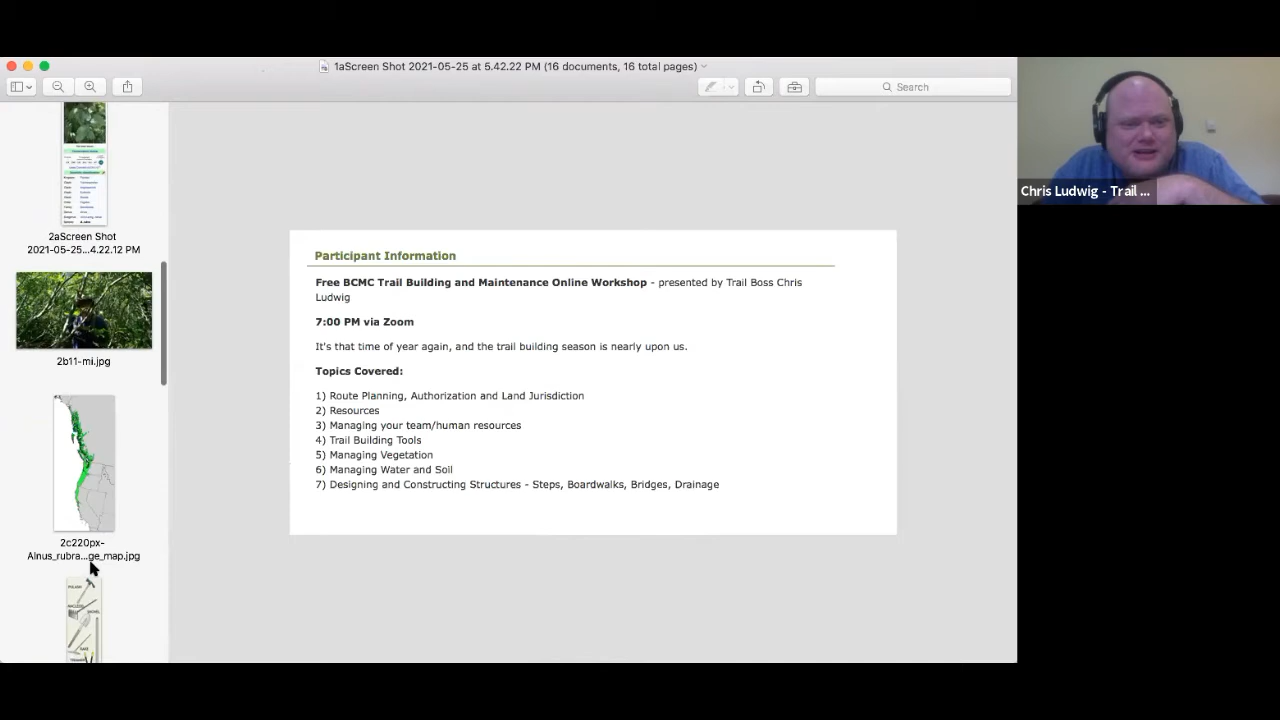 1aScreen Shot 2021-05-25 at 5.42.22 PM (16 documents, 16 total pages)
Search
2aScreen Shot
2021-05-25...4.22.12 PM
2b11-mi.jpg
2c220px-
Alnus_rubra...ge_map.jpg
Participant Information
Free BCMC Trail Building and Maintenance Online Workshop - presented by Trail Boss Chris
Ludwig
7:00 PM via Zoom
It's that time of year again, and the trail building season is nearly upon us.
Topics Covered:
1) Route Planning, Authorization and Land Jurisdiction
2) Resources
3) Managing your team/human resources
4) Trail Building Tools
5) Managing Vegetation
6) Managing Water and Soil
7) Designing and Constructing Structures - Steps, Boardwalks, Bridges, Drainage
Chris Ludwig - Trail ...